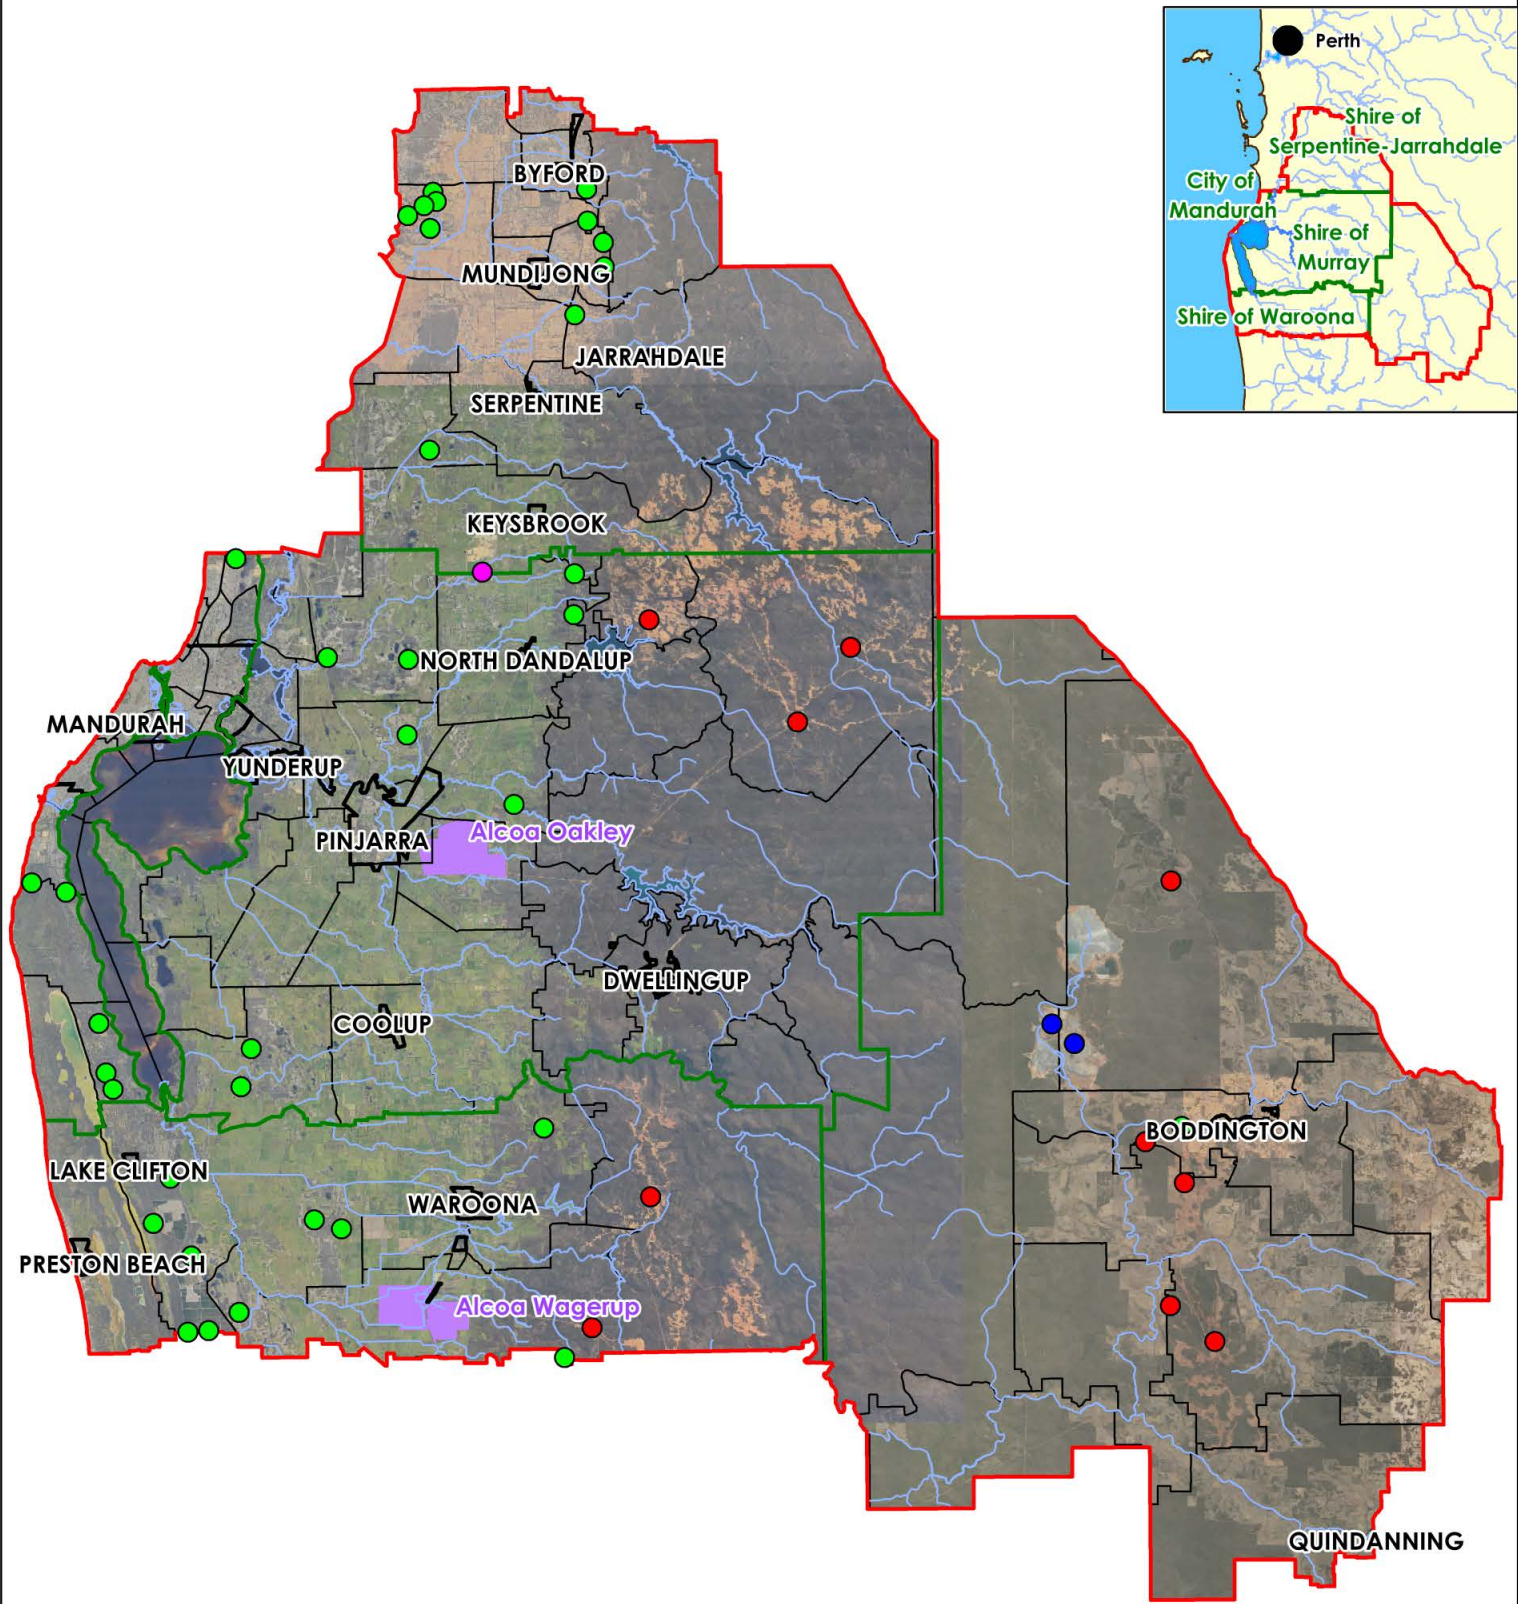 Perth
Shire of
Serpentine-Jarrahdale
City of
Mandurah
Shire of
Murray
Shire of Waroona
BYFORD
MUNDIJONG
JARRAHDALE
SERPENTINE
KEYSBROOK
NORTH DANDALUP
MANDURAH
YUNDERUP
Alcoa Oakley
PINJARRA
DWELLINGUP
COOLUP
BODDINGTON
LAKE CLIFTON
WAROONA
PRESTON BEACH
Alcoa Wagerup
QUINDANNING